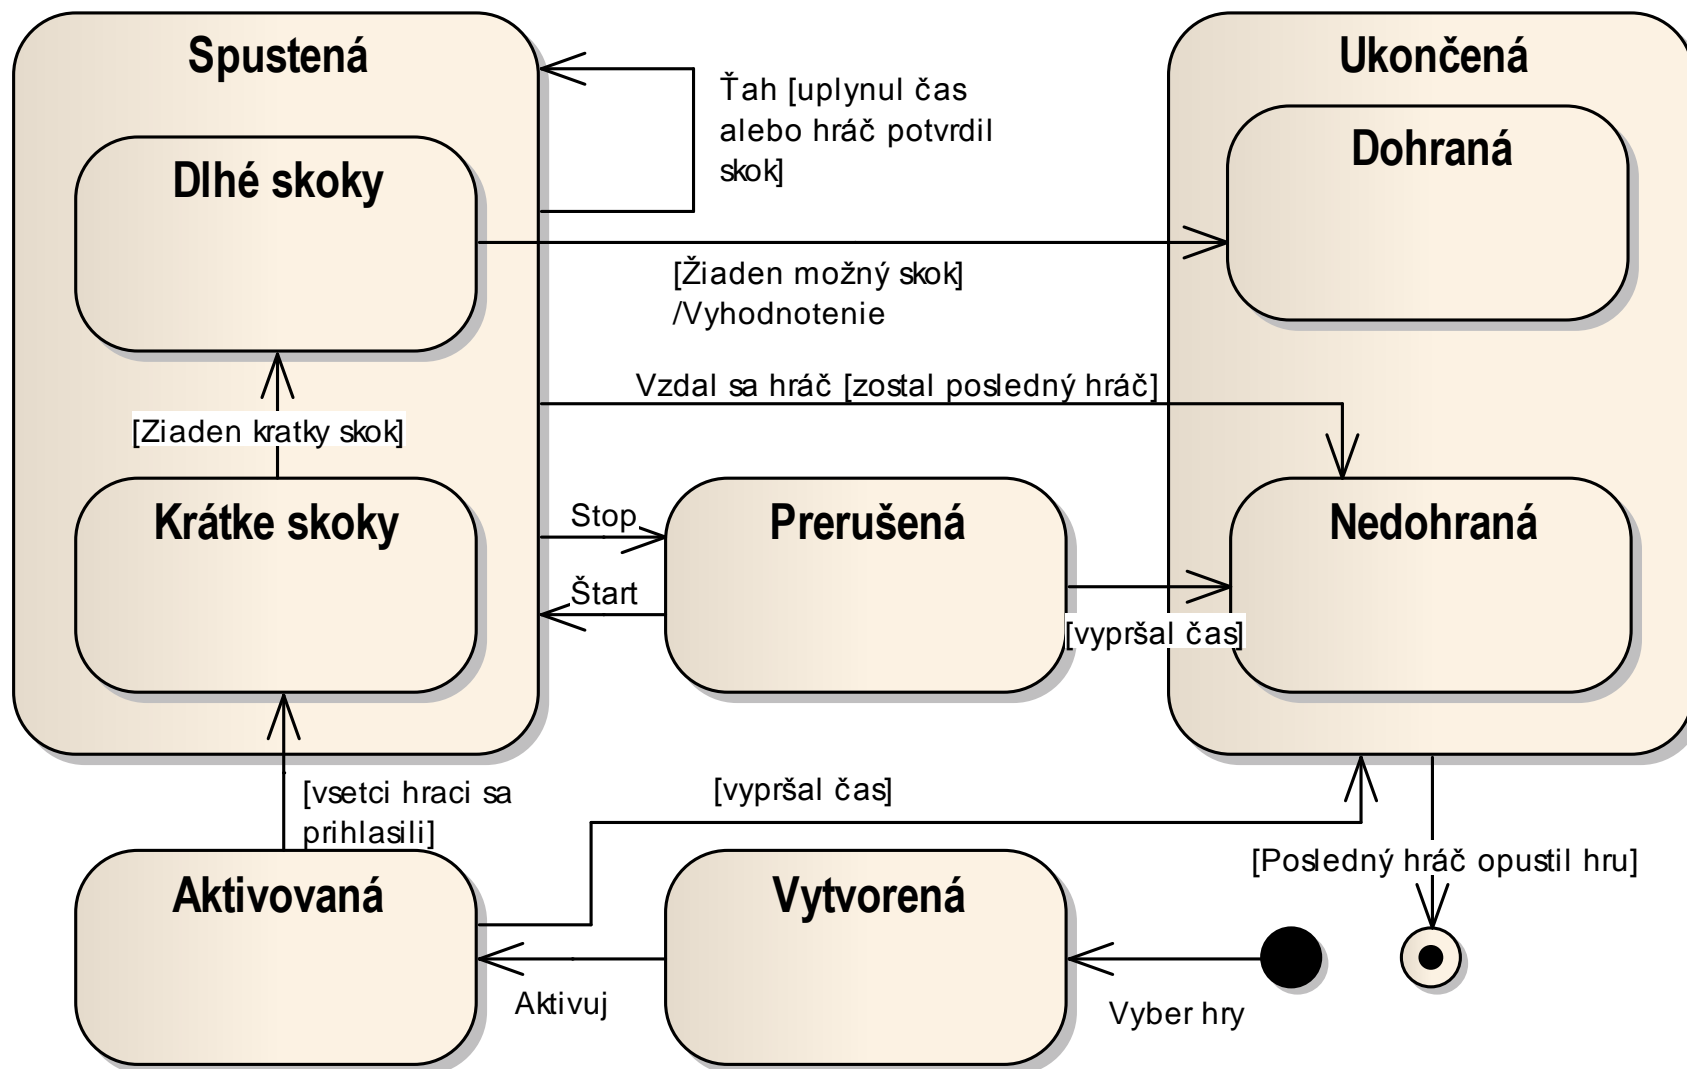 Spustená
Ukončená
Ťah [uplynul čas
alebo hráč potvrdil
skok]
Dlhé skoky
Dohraná
[Žiaden možný skok]
/Vyhodnotenie
Vzdal sa hráč [zostal posledný hráč]
[Ziaden kratky skok]
Krátke skoky
Stop
Prerušená
Nedohraná
Štart
[vypršal čas]
[vsetci hraci sa
prihlasili]
[vypršal čas]
[Posledný hráč opustil hru]
Aktivovaná
Vytvorená
Aktivuj
Vyber hry